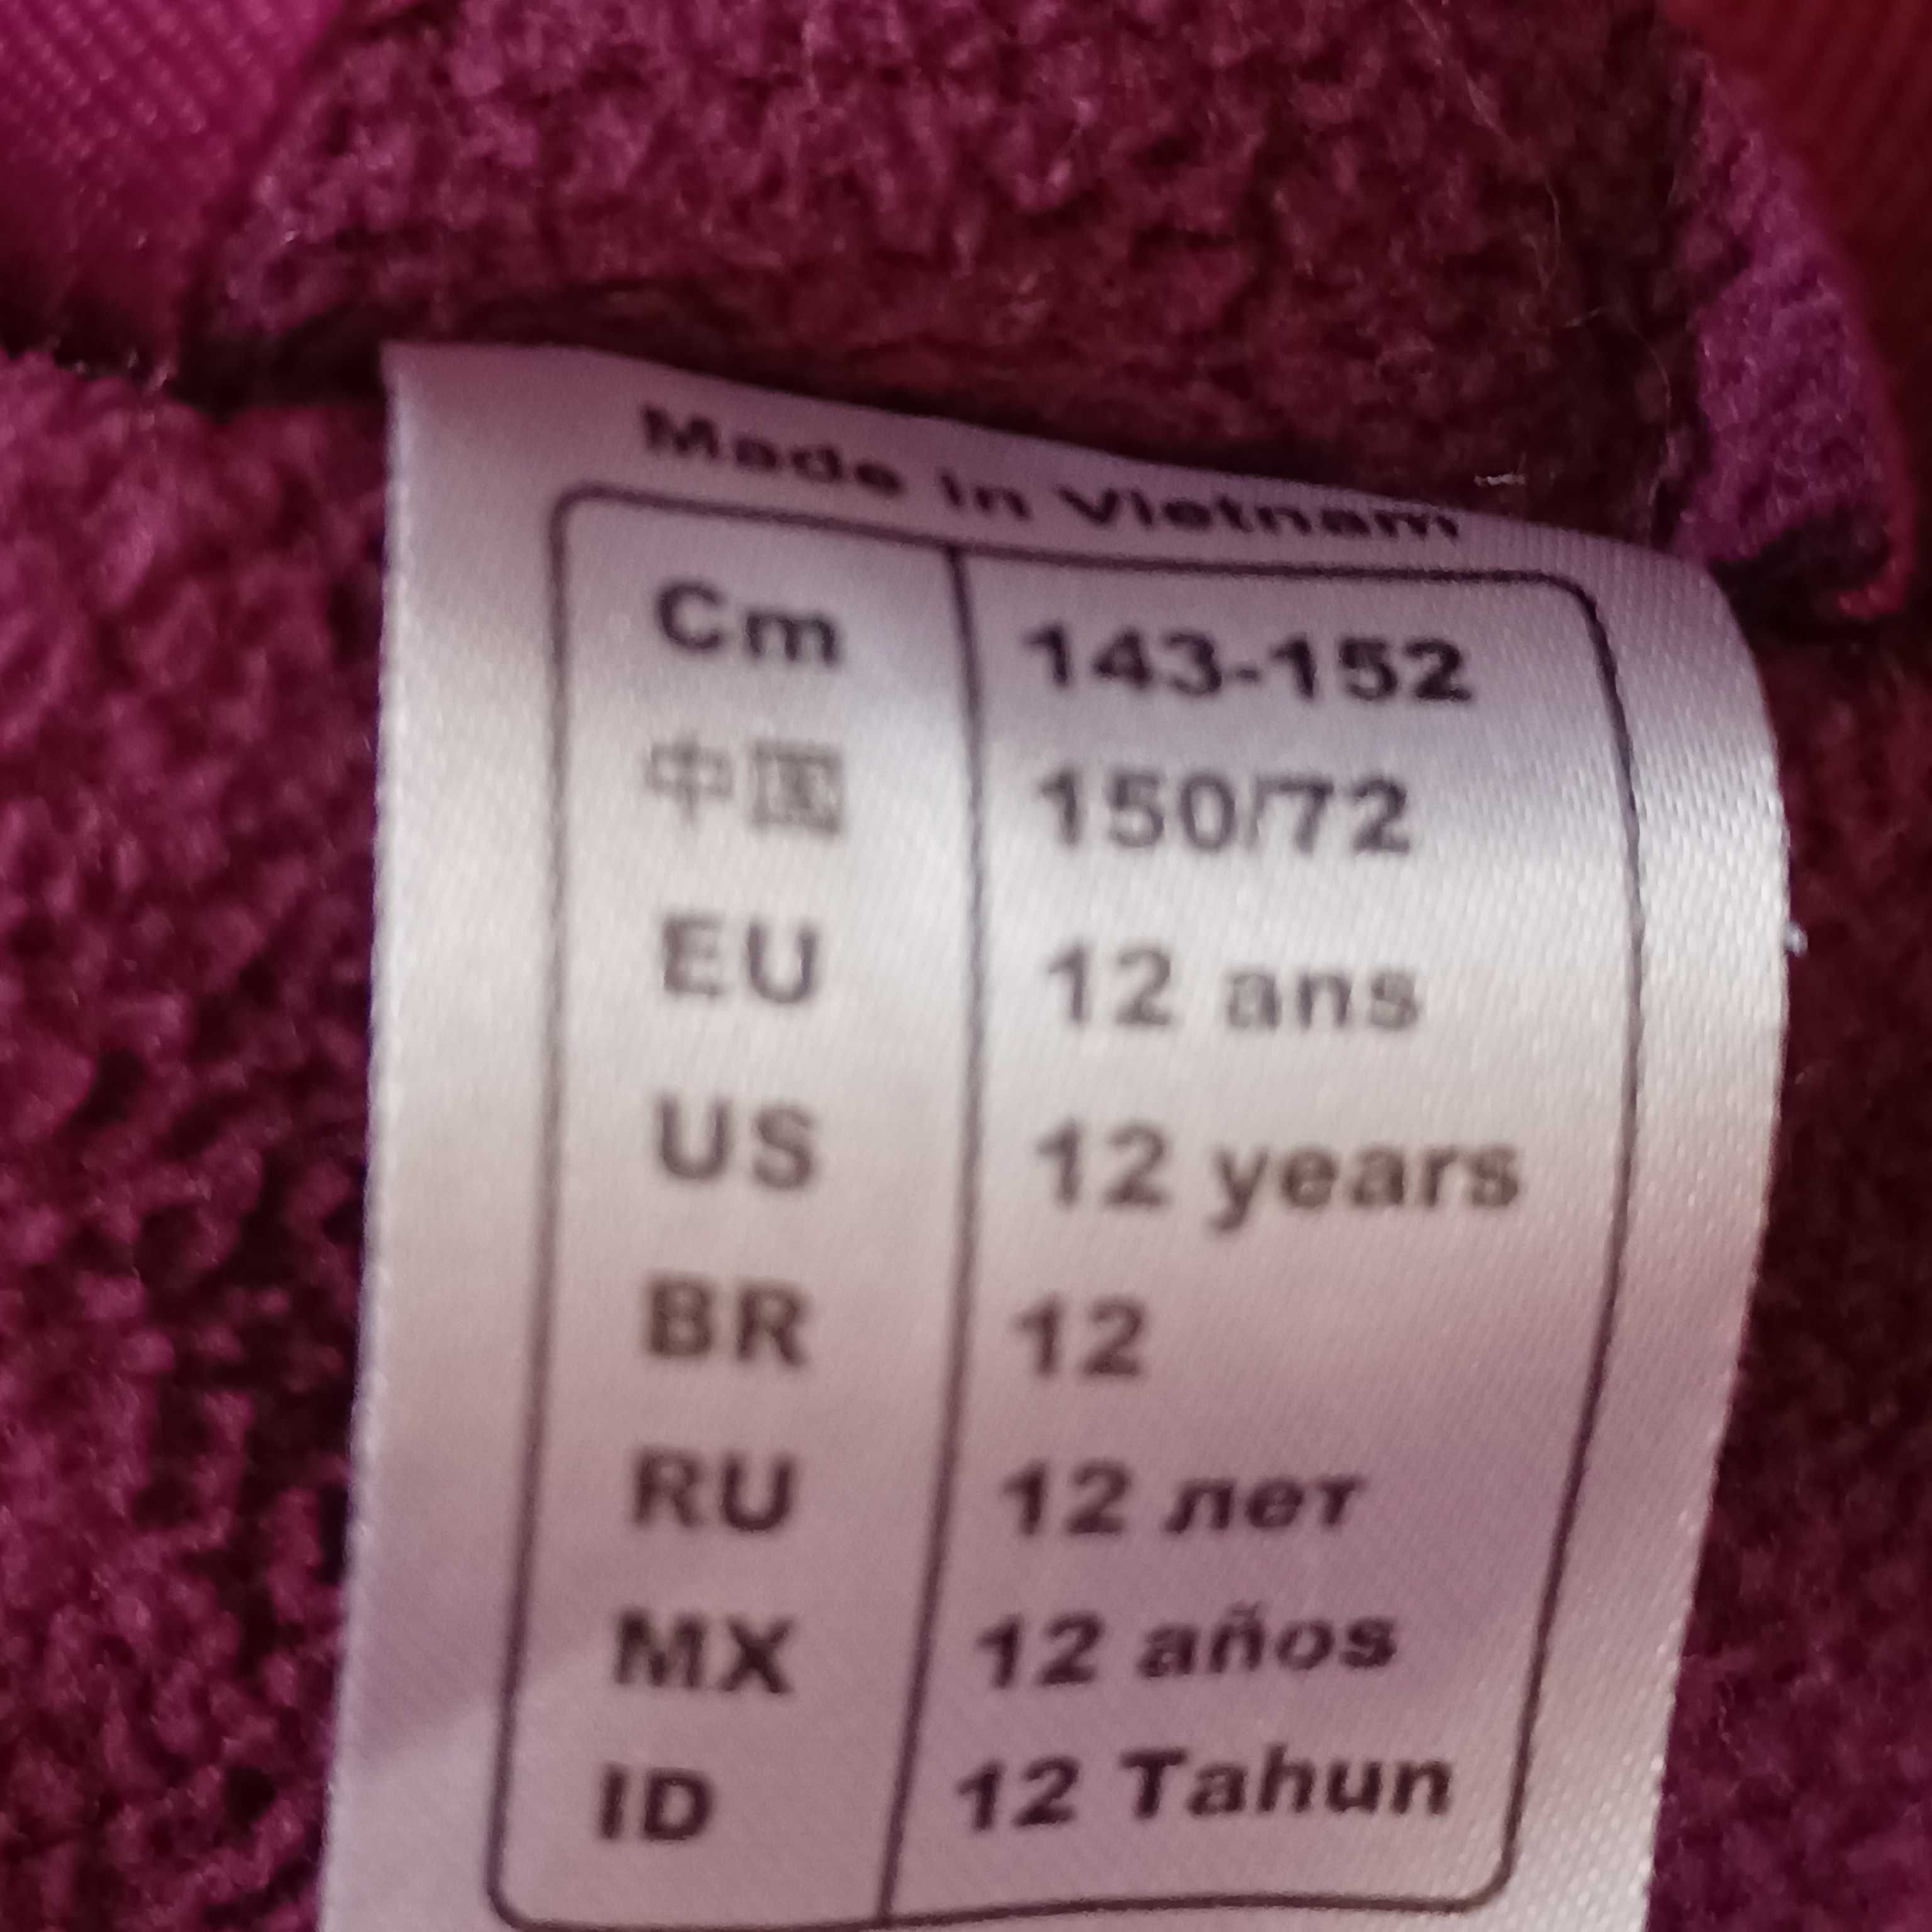 Made in Vietnam
Cm 143-152
中国 150/72
EU 12 ans
US 12 years
BR 12
RU 12 лет
MX 12 años
ID 12 Tahun